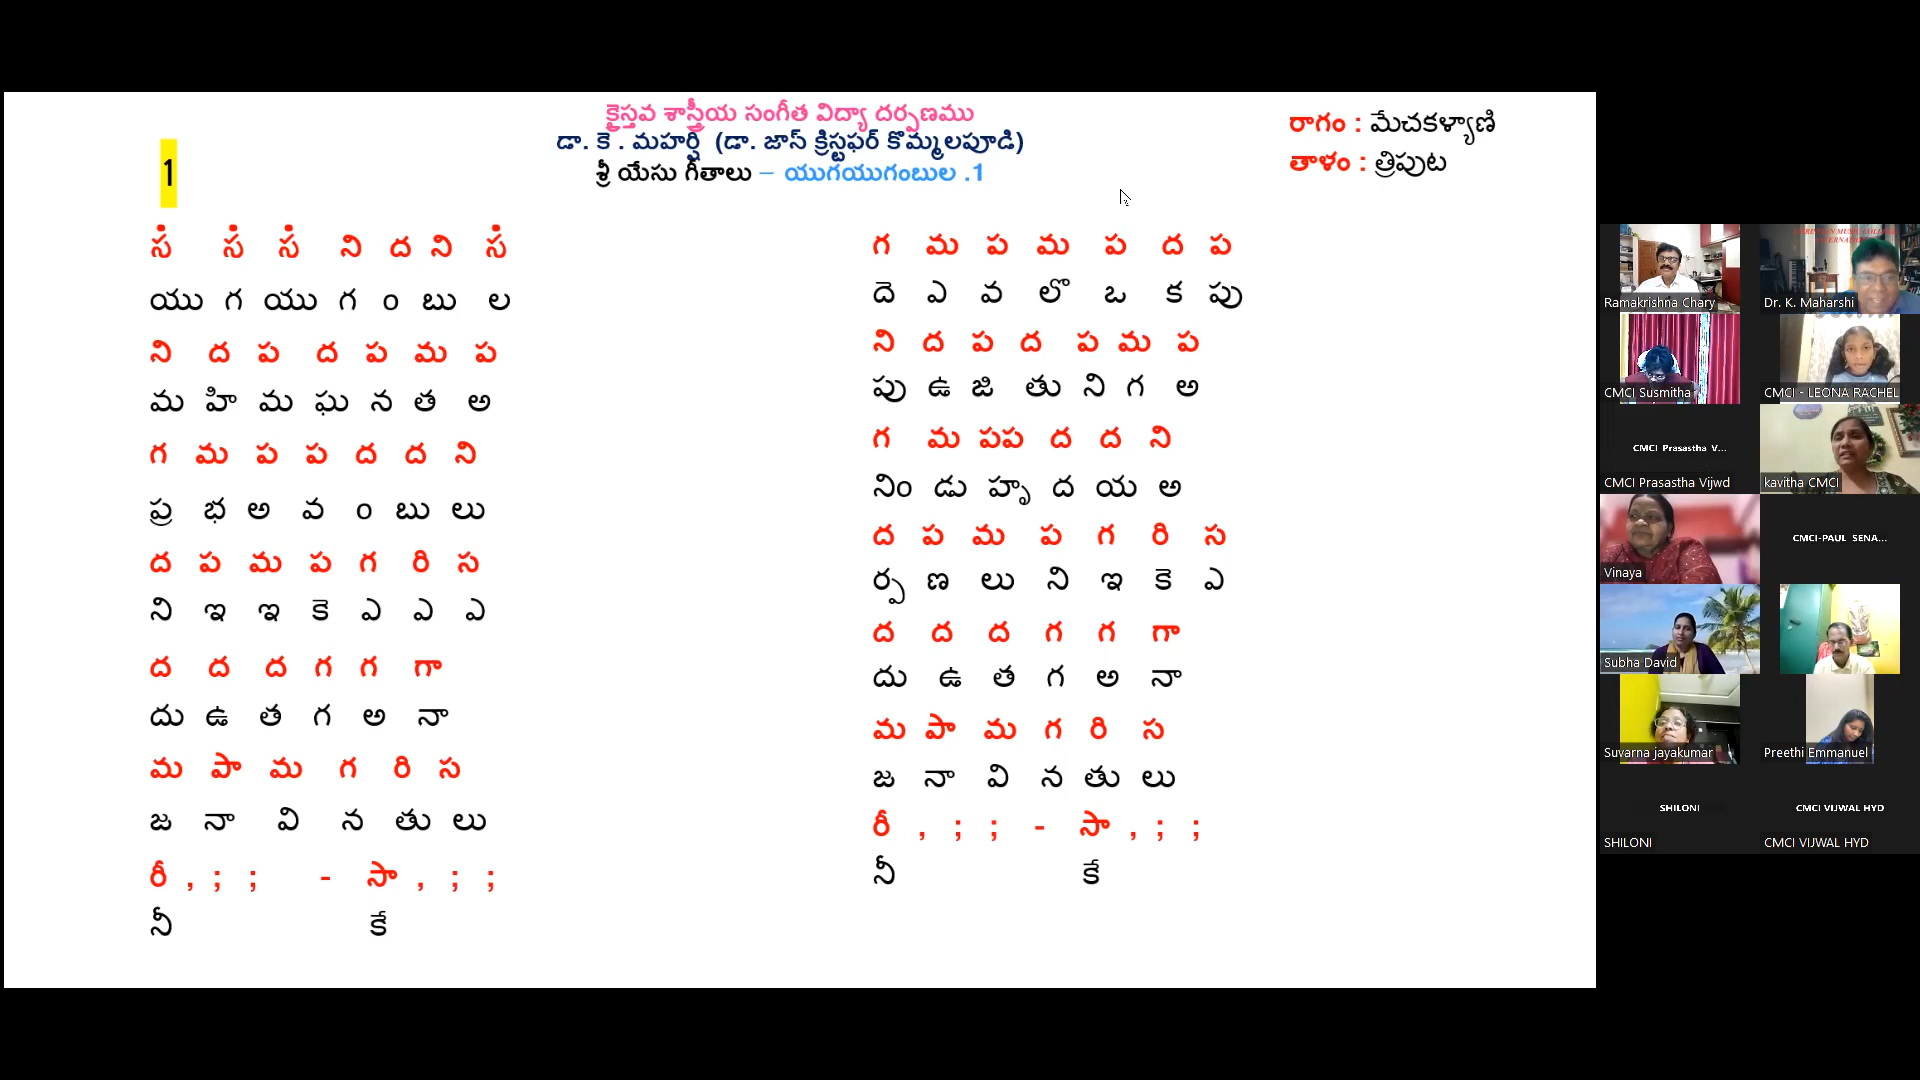 క్రైస్తవ శాస్త్రీయ సంగీత విద్యా దర్పణము
డా. కె . మహర్షి (డా. జాస్ క్రిస్టఫర్ కొమ్మలపూడి)
శ్రీ యేసు గీతాలు – యుగయుగంబుల .1
రాగం : మేచకళ్యాణి
తాళం : త్రిపుట
1
స̇ స̇ స̇ ని ద ని స̇
యు గ యు గ ం బు ల
ని ద ప ద ప మ ప
మ హి మ ఘ న త అ
గ మ ప ప ద ద ని
ప్ర భ అ వ ం బు లు
ద ప మ ప గ రి స
ని ఇ ఇ కె ఎ ఎ ఎ
ద ద ద గ గ గా
దు ఉ త గ అ నా
మ పా మ గ రి స
జ నా వి న తు లు
రీ , ; ; - సా , ; ;
నీ కే
గ మ ప మ ప ద ప
దె ఎ వ లొ ఒ క పు
ని ద ప ద ప మ ప
పు ఉ జి తు ని గ అ
గ మ పప ద ద ని
నిం డు హృ ద య అ
ద ప మ ప గ రి స
ర్ప ణ లు ని ఇ కె ఎ
ద ద ద గ గ గా
దు ఉ త గ అ నా
మ పా మ గ రి స
జ నా వి న తు లు
రీ , ; ; - సా , ; ;
నీ కే
Ramakrishna Chary
Dr. K. Maharshi
CMCI Susmitha
CMCI - LEONA RACHEL
CMCI Prasastha V...
CMCI Prasastha Vijwd
kavitha CMCI
Vinaya
CMCI-PAUL SENA...
Subha David
Suvarna jayakumar
Preethi Emmanuel
SHILONI
SHILONI
CMCI VIJWAL HYD
CMCI VIJWAL HYD